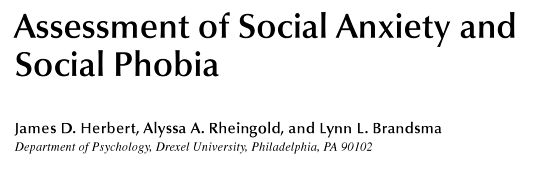 Assessment of Social Anxiety and
Social Phobia
James D. Herbert, Alyssa A. Rheingold, and Lynn L. Brandsma
Department of Psychology, Drexel University, Philadelphia, PA 90102